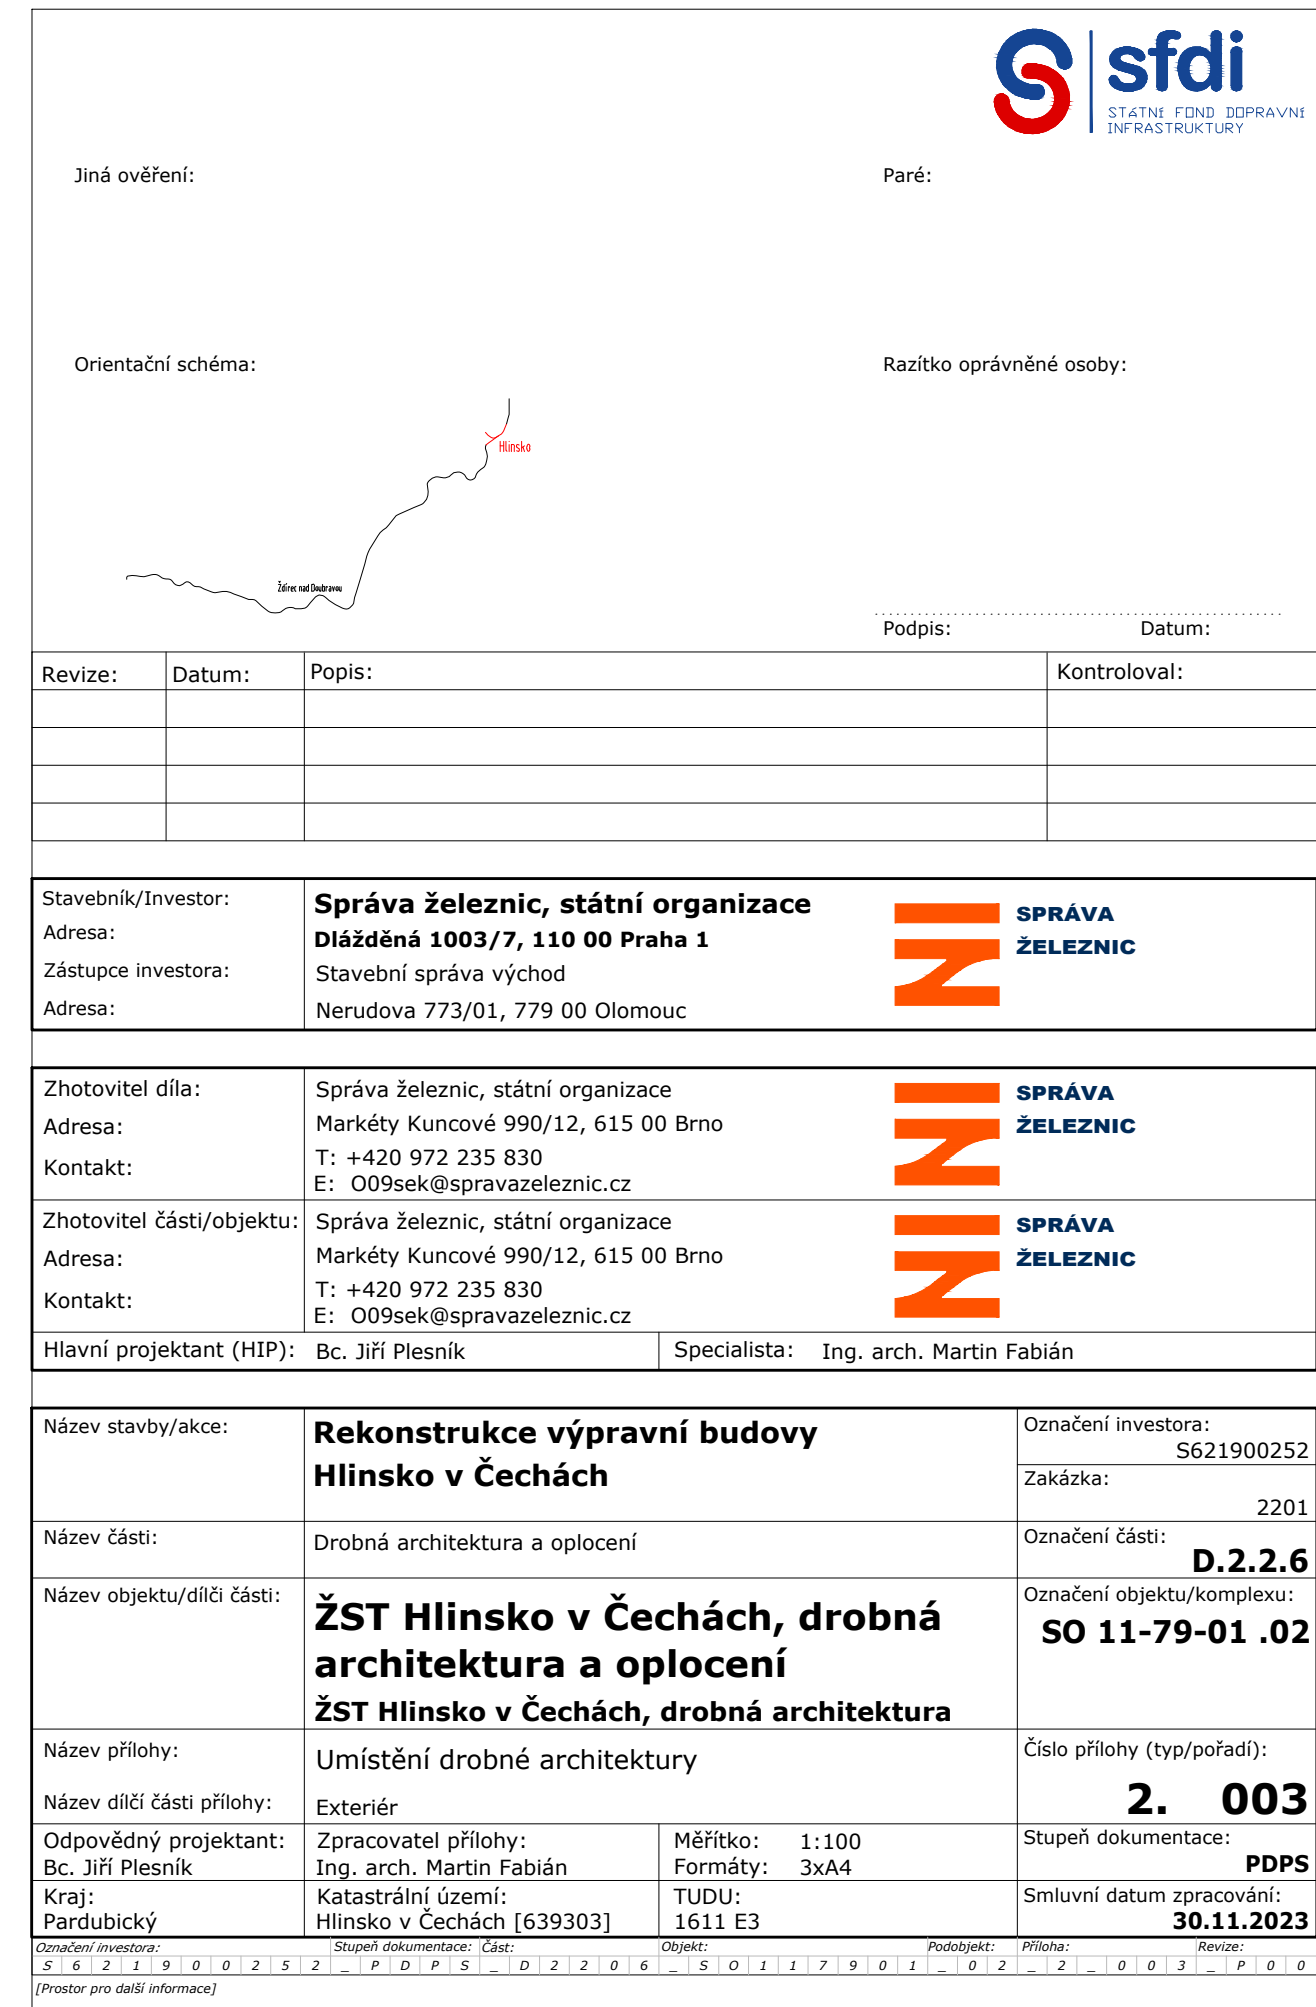 sfdi
STÁTNÍ FOND DOPRAVNÍ
INFRASTRUKTURY
Jiná ověření:
Paré:
Orientační schéma:
Razítko oprávněné osoby:
Hlinsko
Ždírec nad Doubravou
Podpis: Datum:
Revize: Datum: Popis: Kontroloval:
Stavebník/Investor: Správa železnic, státní organizace
Adresa: Dlážděná 1003/7, 110 00 Praha 1
Zástupce investora: Stavební správa východ
Adresa: Nerudova 773/01, 779 00 Olomouc
SPRÁVA
ŽELEZNIC
Zhotovitel díla: Správa železnic, státní organizace
Adresa: Markéty Kuncové 990/12, 615 00 Brno
Kontakt: T: +420 972 235 830
E: O09sek@spravazeleznic.cz
SPRÁVA
ŽELEZNIC
Zhotovitel části/objektu: Správa železnic, státní organizace
Adresa: Markéty Kuncové 990/12, 615 00 Brno
Kontakt: T: +420 972 235 830
E: O09sek@spravazeleznic.cz
SPRÁVA
ŽELEZNIC
Hlavní projektant (HIP): Bc. Jiří Plesník Specialista: Ing. arch. Martin Fabián
Název stavby/akce: Rekonstrukce výpravní budovy
Hlinsko v Čechách
Označení investora:
S621900252
Zakázka:
2201
Název části: Drobná architektura a oplocení
Označení části:
D.2.2.6
Název objektu/dílči části: ŽST Hlinsko v Čechách, drobná
architektura a oplocení
ŽST Hlinsko v Čechách, drobná architektura
Označení objektu/komplexu:
SO 11-79-01 .02
Název přílohy: Umístění drobné architektury
Název dílčí části přílohy: Exteriér
Číslo přílohy (typ/pořadí):
2. 003
Odpovědný projektant: Zpracovatel přílohy: Měřítko: 1:100 Stupeň dokumentace:
Bc. Jiří Plesník Ing. arch. Martin Fabián Formáty: 3xA4 PDPS
Kraj: Katastrální území: TUDU: Smluvní datum zpracování:
Pardubický Hlinsko v Čechách [639303] 1611 E3 30.11.2023
Označení investora: Stupeň dokumentace: Část: Objekt: Podobjekt: Příloha: Revize:
S 6 2 1 9 0 0 2 5 2 _ P D P S _ D 2 2 0 6 _ S O 1 1 7 9 0 1 _ 0 2 _ 2 _ 0 0 3 _ P 0 0
[Prostor pro další informace]